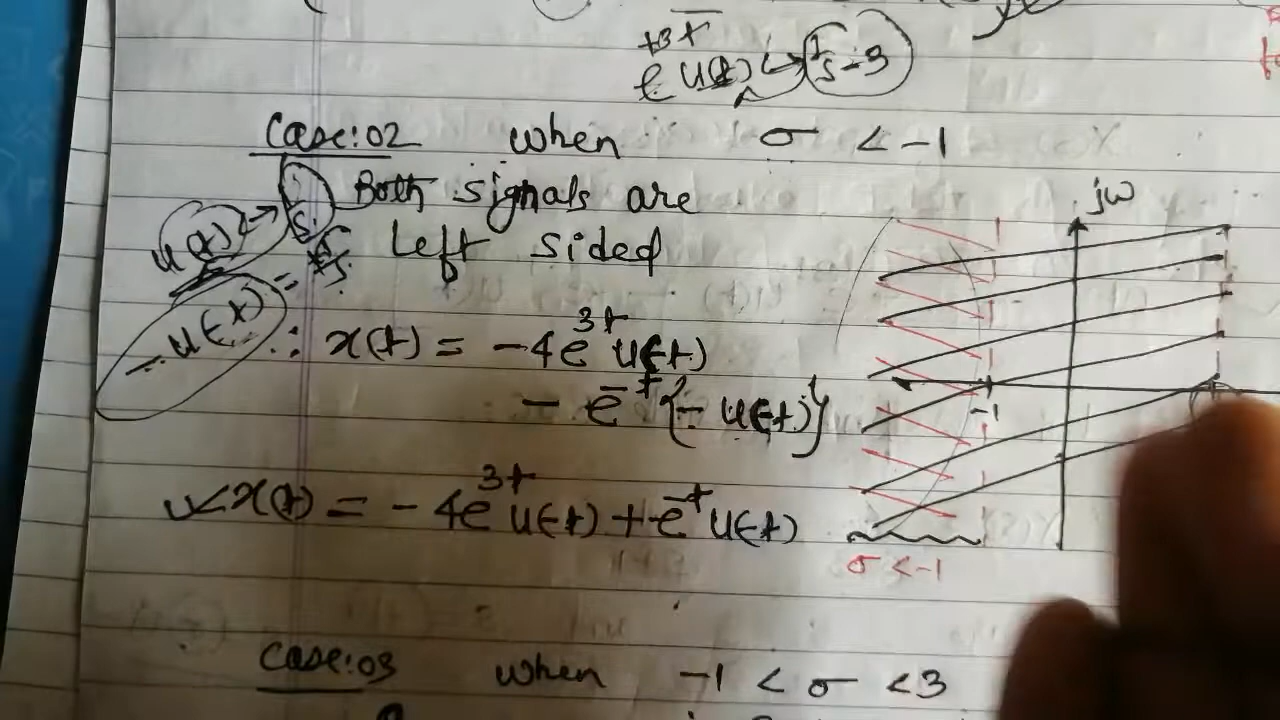 e^{+3t} u(t) ↔ 1/s-3
Case:02 when σ < -1
Both signals are
Left sided
u(t) → 1/s
-u(-t) = 1/s
∴ x(t) = -4e^{3t} u(-t)
- e^{-t} {- u(-t)}
x(t) = -4e^{3t} u(-t) + e^{-t} u(-t)
jω
-1
σ < -1
Case:03 when -1 < σ < 3